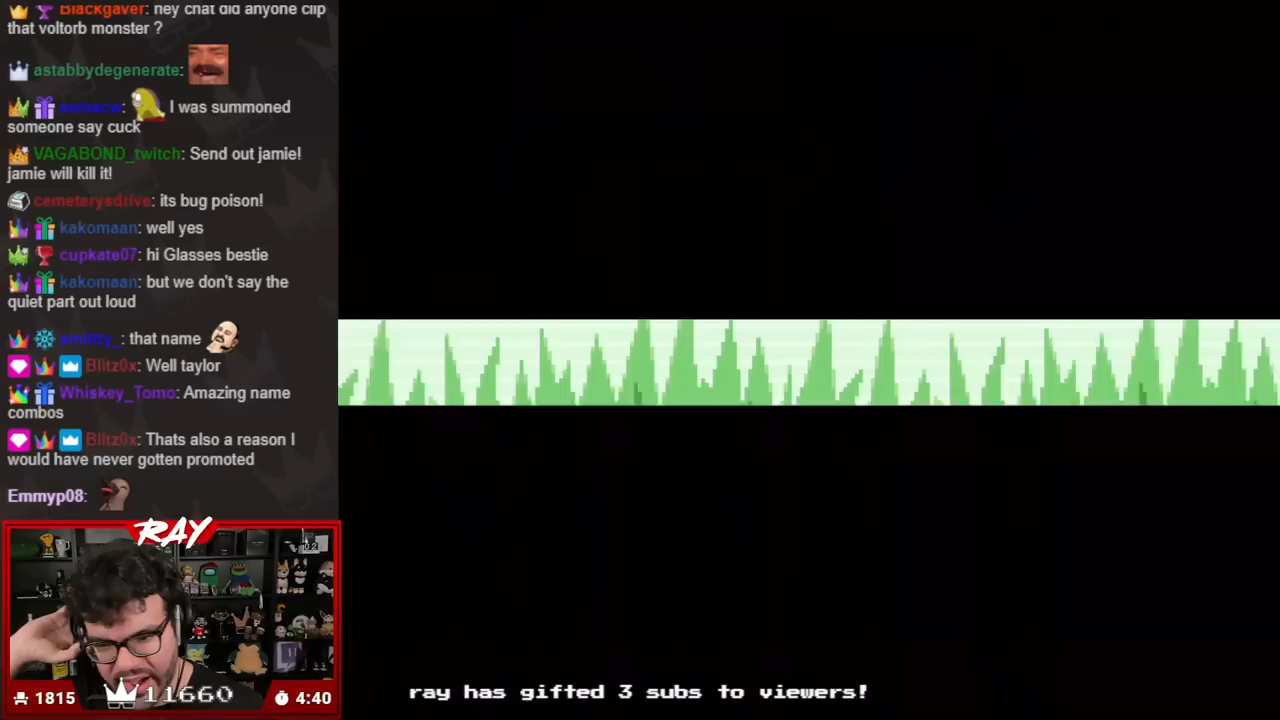 Blackgaver: hey chat did anyone clip
that voltorb monster ?
astabbydegenerate:
eemacw: I was summoned
someone say cuck
VAGABOND_twitch: Send out jamie!
jamie will kill it!
cemeterysdrive: its bug poison!
kakomaan: well yes
cupkate07: hi Glasses bestie
kakomaan: but we don't say the
quiet part out loud
: that name
Blitz0x: Well taylor
Whiskey_Tomo: Amazing name
combos
Blitz0x: Thats also a reason I
would have never gotten promoted
Emmyp08:
RAY
1815 11660 4:40
ray has gifted 3 subs to viewers!